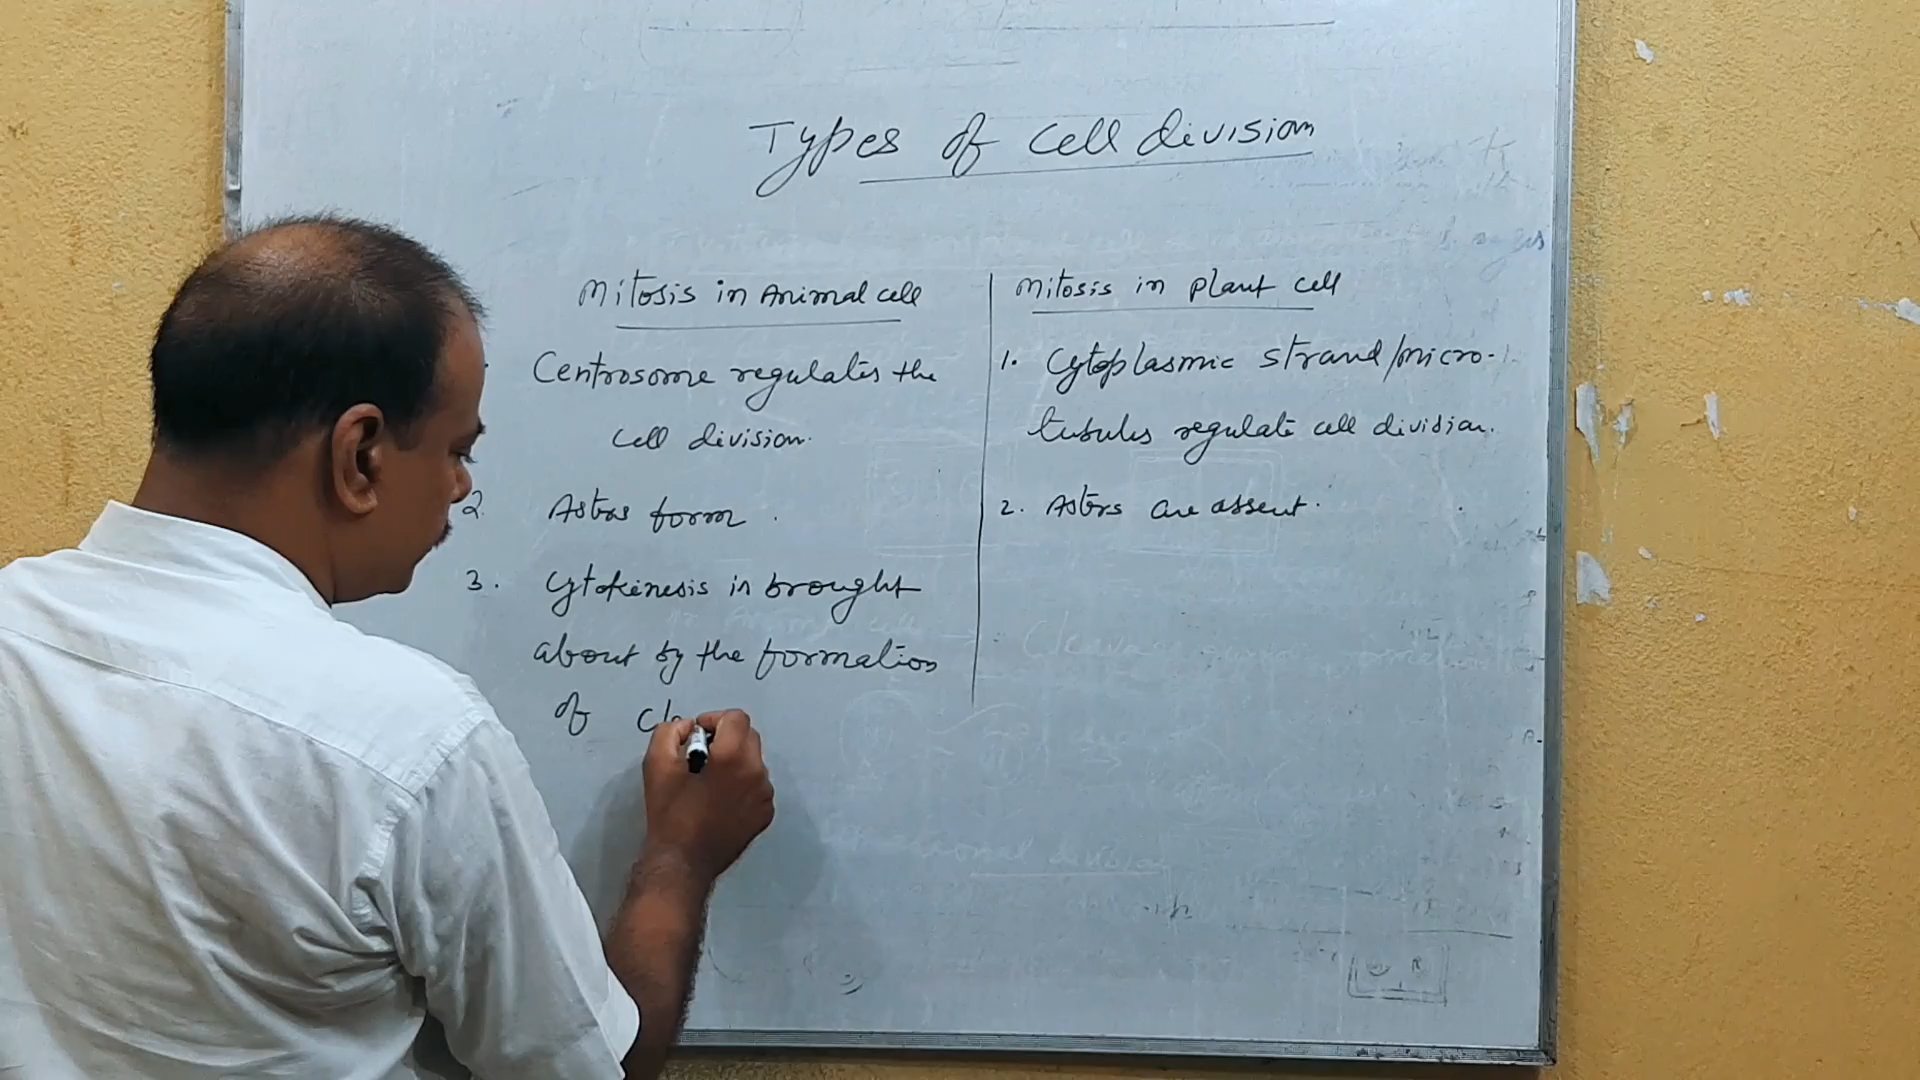 Types of cell division
Mitosis in Animal cell
Centrosome regulates the
cell division.
2. Asters form.
3. Cytokinesis is brought
about by the formation
of Cle
Mitosis in plant cell
1. Cytoplasmic strand/micro-
tubules regulate cell division.
2. Asters are absent.